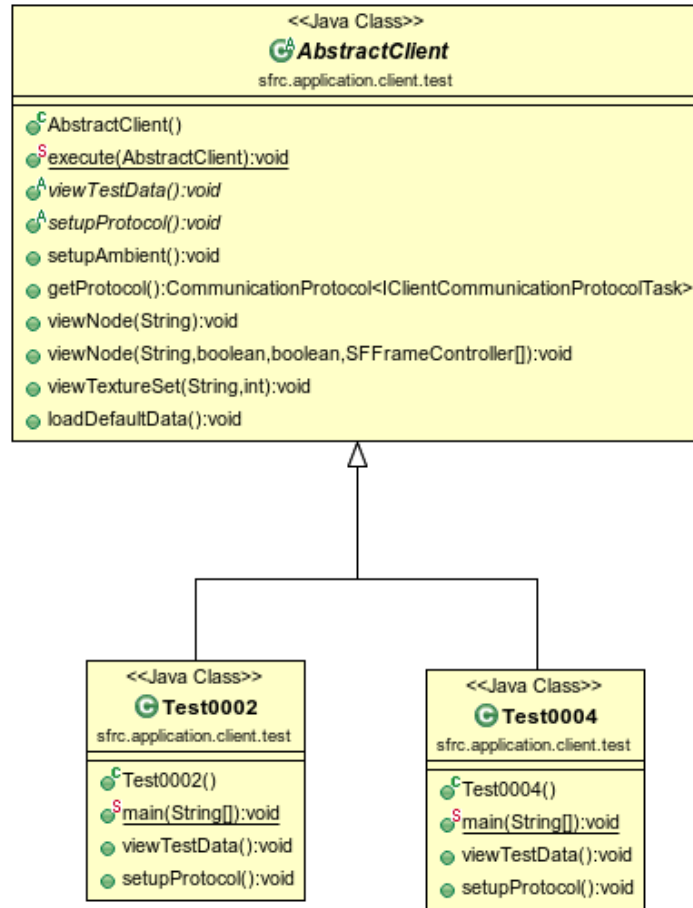 <<Java Class>>
AbstractClient
sfrc.application.client.test
AbstractClient()
execute(AbstractClient):void
viewTestData():void
setupProtocol():void
setupAmbient():void
getProtocol():CommunicationProtocol<IClientCommunicationProtocolTask>
viewNode(String):void
viewNode(String,boolean,boolean,SFFrameController[]):void
viewTextureSet(String,int):void
loadDefaultData():void
<<Java Class>>
Test0002
sfrc.application.client.test
Test0002()
main(String[]):void
viewTestData():void
setupProtocol():void
<<Java Class>>
Test0004
sfrc.application.client.test
Test0004()
main(String[]):void
viewTestData():void
setupProtocol():void